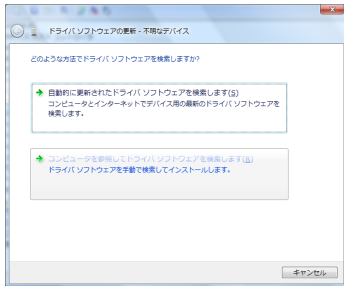 ドライバ ソフトウェアの更新 - 不明なデバイス
どのような方法でドライバ ソフトウェアを検索しますか?
自動的に更新されたドライバ ソフトウェアを検索します(S)
コンピュータとインターネットでデバイス用の最新のドライバ ソフトウェアを
検索します。
コンピュータを参照してドライバ ソフトウェアを検索します(R)
ドライバ ソフトウェアを手動で検索してインストールします。
キャンセル